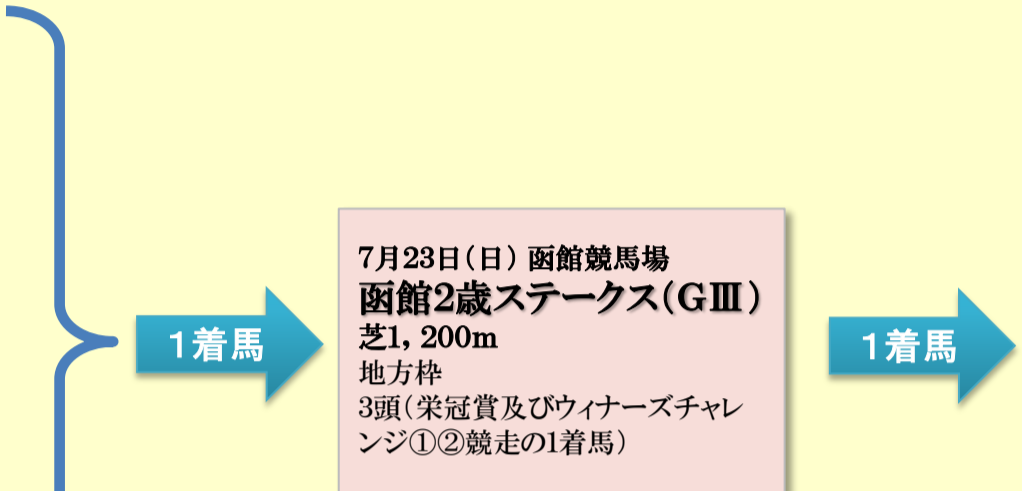 7月23日(日) 函館競馬場
函館2歳ステークス(GⅢ)
芝1, 200m
地方枠
3頭(栄冠賞及びウィナーズチャレ
ンジ①②競走の1着馬)
1着馬
1着馬